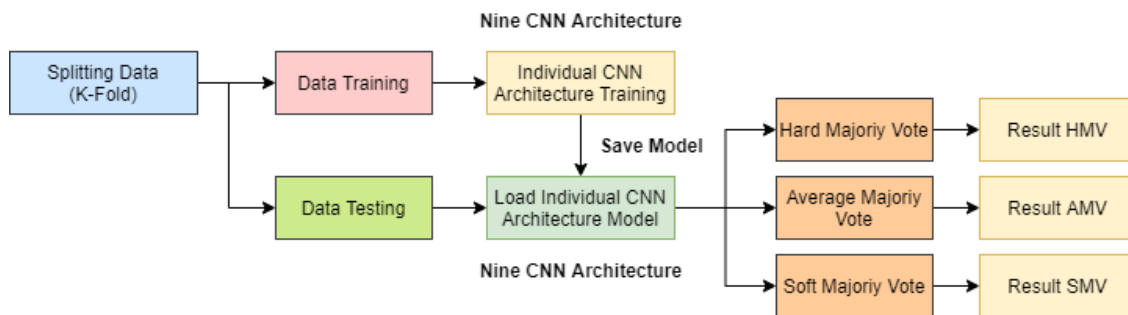 Nine CNN Architecture
Splitting Data
(K-Fold)
Data Training
Individual CNN
Architecture Training
Save Model
Hard Majoriy Vote
Result HMV
Data Testing
Load Individual CNN
Architecture Model
Average Majoriy
Vote
Result AMV
Nine CNN Architecture
Soft Majoriy Vote
Result SMV